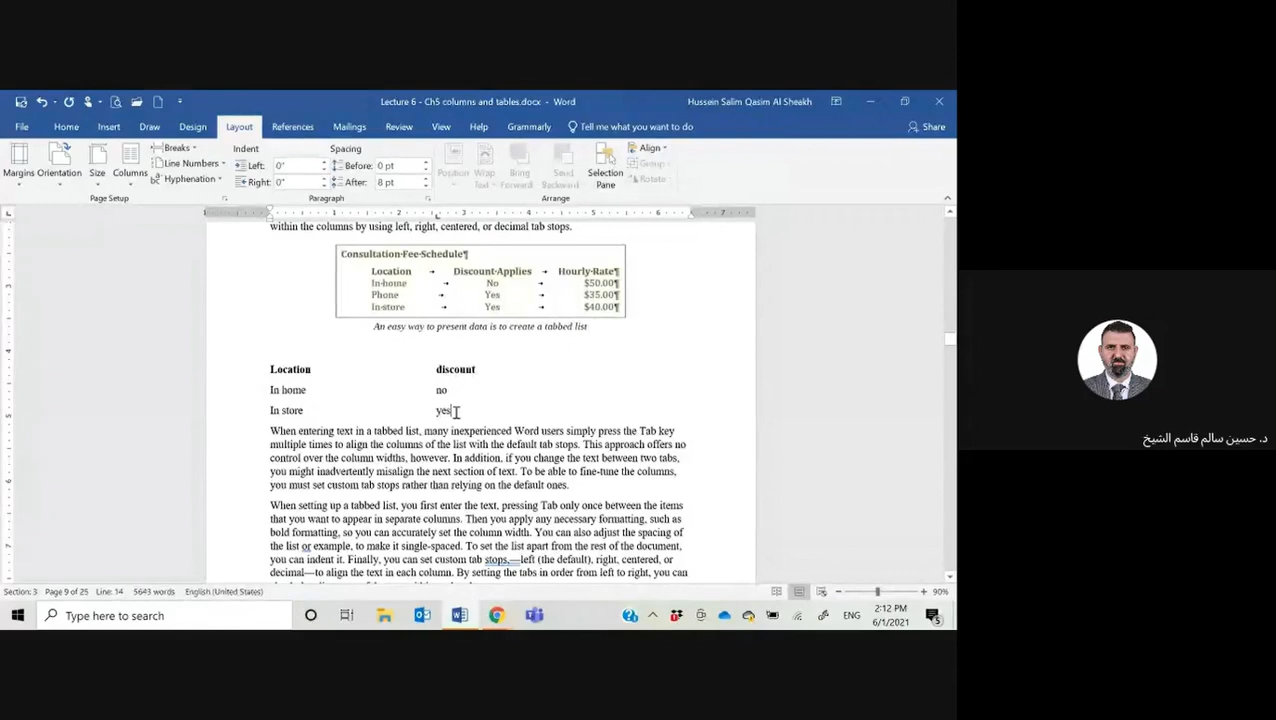 Lecture 6 - Ch5 columns and tables.docx - Word
Hussein Salim Qasim Al Sheakh
File Home Insert Draw Design Layout References Mailings Review View Help Grammarly Tell me what you want to do Share
Margins Orientation Size Columns
Breaks
Line Numbers
Hyphenation
Page Setup
Indent
Left: 0"
Right: 0"
Spacing
Before: 0 pt
After: 8 pt
Paragraph
Position
Wrap Text
Bring Forward
Send Backward
Selection Pane
Align
Group
Rotate
Arrange
within the columns by using left, right, centered, or decimal tab stops.
Consultation·Fee·Schedule¶
Location → Discount·Applies → Hourly·Rate¶
In·home → No → $50.00¶
Phone → Yes → $35.00¶
In·store → Yes → $40.00¶
An easy way to present data is to create a tabbed list
Location discount
In home no
In store yes
When entering text in a tabbed list, many inexperienced Word users simply press the Tab key
multiple times to align the columns of the list with the default tab stops. This approach offers no
control over the column widths, however. In addition, if you change the text between two tabs,
you might inadvertently misalign the next section of text. To be able to fine-tune the columns,
you must set custom tab stops rather than relying on the default ones.
When setting up a tabbed list, you first enter the text, pressing Tab only once between the items
that you want to appear in separate columns. Then you apply any necessary formatting, such as
bold formatting, so you can accurately set the column width. You can also adjust the spacing of
the list or example, to make it single-spaced. To set the list apart from the rest of the document,
you can indent it. Finally, you can set custom tab stops,—left (the default), right, centered, or
decimal—to align the text in each column. By setting the tabs in order from left to right, you can
Section: 3 Page 9 of 25 Line: 14 5643 words English (United States) 90%
Type here to search
ENG
2:12 PM
6/1/2021
د. حسين سالم قاسم الشيخ